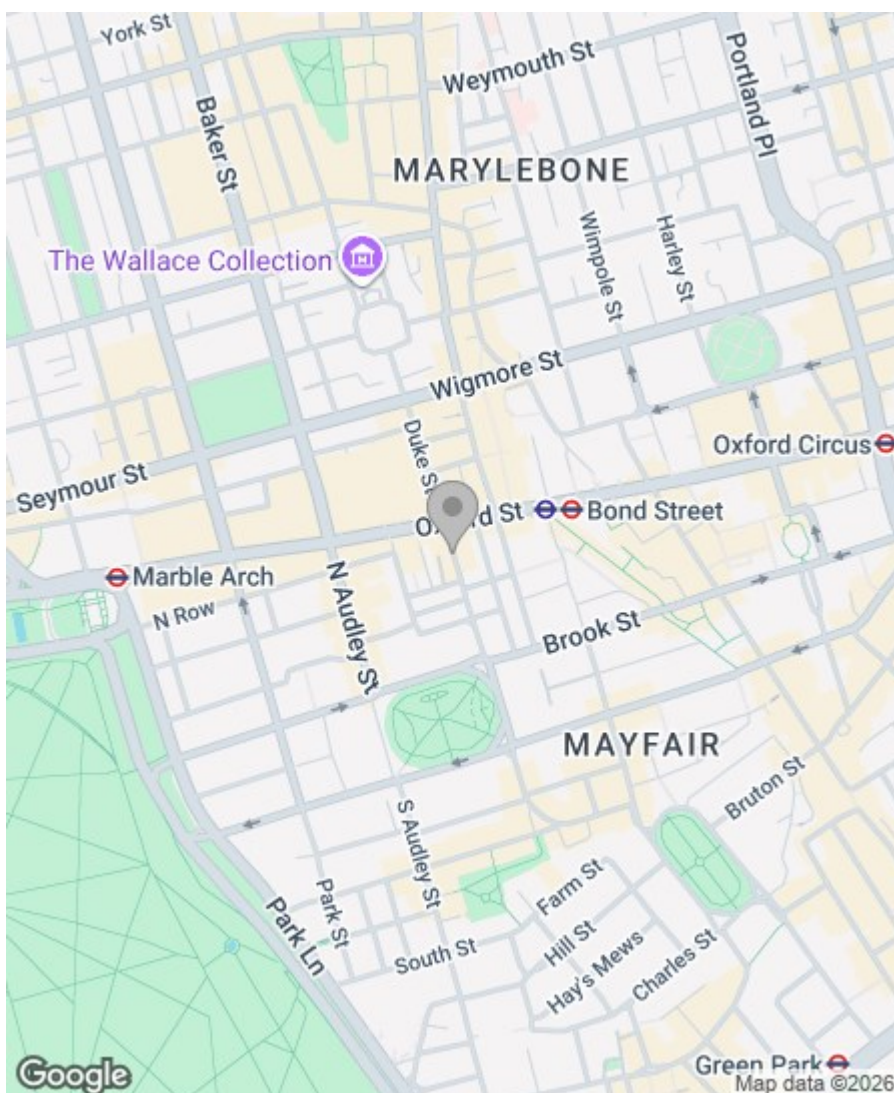 York St
Weymouth St
Portland Pl
Baker St
MARYLEBONE
Wimpole St
Harley St
The Wallace Collection
Wigmore St
Duke St
Oxford Circus
Seymour St
Oxford St
Bond Street
Marble Arch
N Row
N Audley St
Brook St
MAYFAIR
Bruton St
S Audley St
Park St
Farm St
Park Ln
South St
Hill St
Hay's Mews
Charles St
Green Park
Google
Map data ©2026